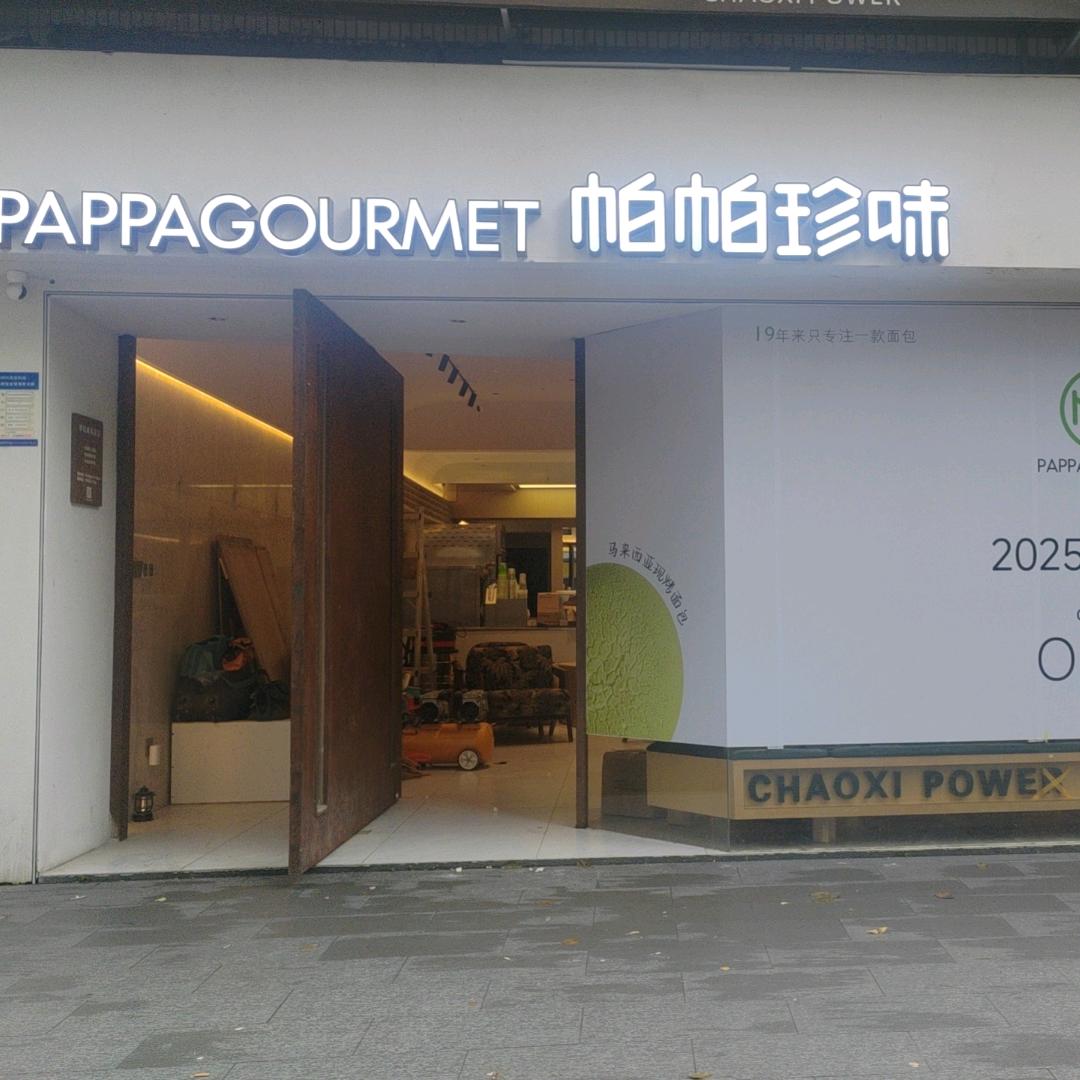 CHAOXI POWER
PAPPAGOURMET 帕帕珍味
19年来只专注一款面包
马来西亚现烤面包
PAPPA
2025
O
CHAOXI POWER